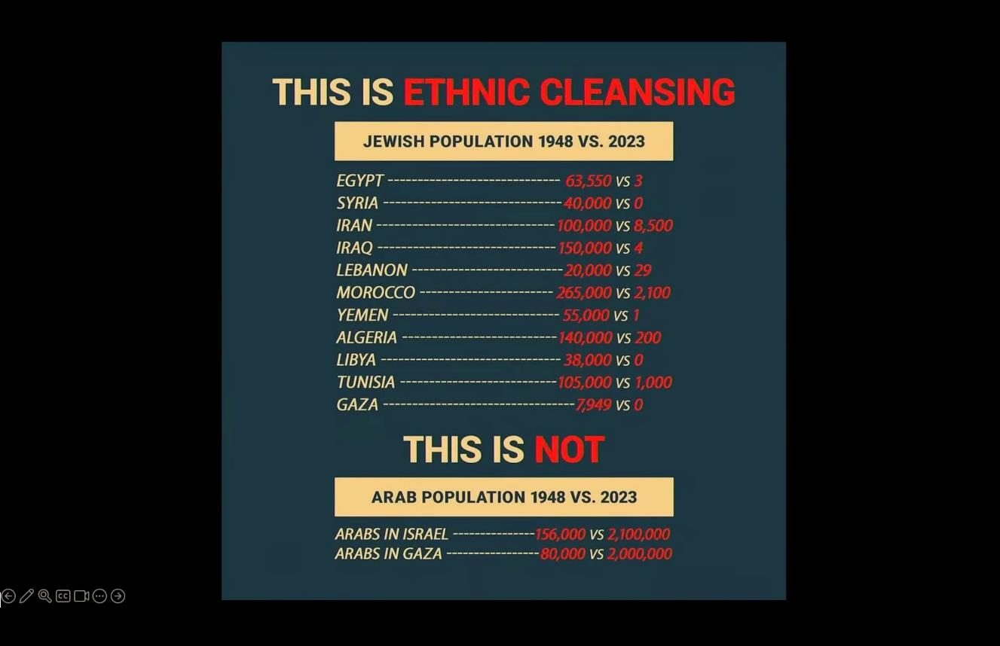 THIS IS ETHNIC CLEANSING
JEWISH POPULATION 1948 VS. 2023
EGYPT ----------------------------- 63,550 VS 3
SYRIA ------------------------------ 40,000 VS 0
IRAN ------------------------------ 100,000 VS 8,500
IRAQ ------------------------------ 150,000 VS 4
LEBANON ------------------------- 20,000 VS 29
MOROCCO ---------------------- 265,000 VS 2,100
YEMEN ---------------------------- 55,000 VS 1
ALGERIA -------------------------- 140,000 VS 200
LIBYA ------------------------------ 38,000 VS 0
TUNISIA -------------------------- 105,000 VS 1,000
GAZA -------------------------------- 7,949 VS 0
THIS IS NOT
ARAB POPULATION 1948 VS. 2023
ARABS IN ISRAEL --------------- 156,000 VS 2,100,000
ARABS IN GAZA ----------------- 80,000 VS 2,000,000
CC